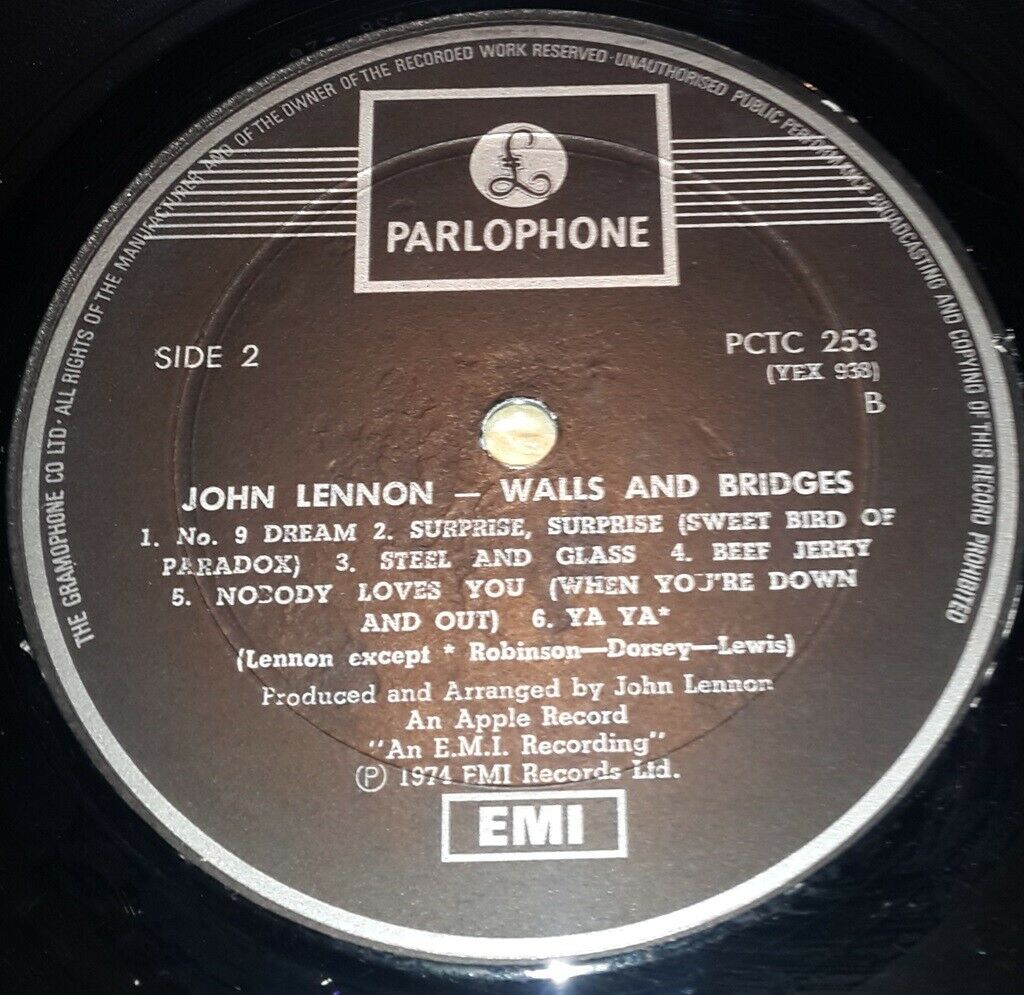 THE GRAMOPHONE CO LTD · ALL RIGHTS OF THE MANUFACTURER AND OF THE OWNER OF THE RECORDED WORK RESERVED · UNAUTHORISED PUBLIC PERFORMANCE BROADCASTING AND COPYING OF THIS RECORD PROHIBITED
£
PARLOPHONE
SIDE 2
PCTC 253
(YEX 938)
B
JOHN LENNON — WALLS AND BRIDGES
1. No. 9 DREAM 2. SURPRISE, SURPRISE (SWEET BIRD OF
PARADOX) 3. STEEL AND GLASS 4. BEEF JERKY
5. NOBODY LOVES YOU (WHEN YOU'RE DOWN
AND OUT) 6. YA YA*
(Lennon except * Robinson—Dorsey—Lewis)
Produced and Arranged by John Lennon
An Apple Record
"An E.M.I. Recording"
Ⓟ 1974 EMI Records Ltd.
EMI